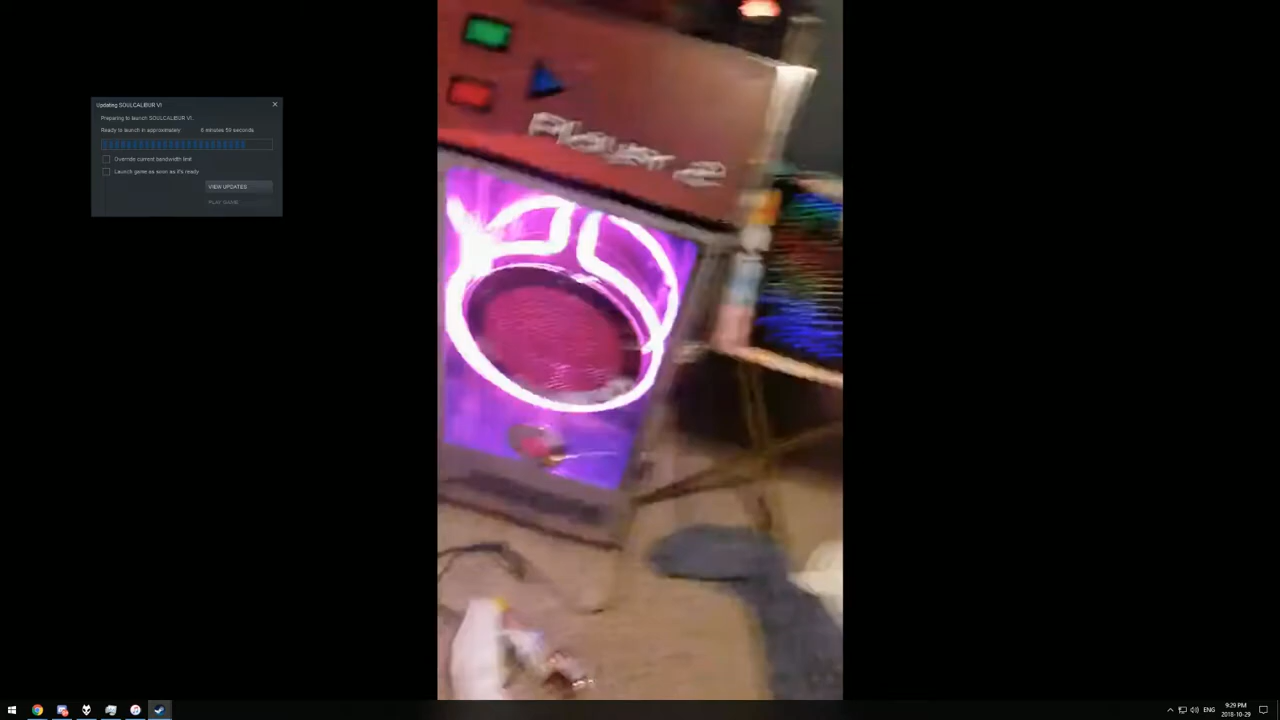 Updating SOULCALIBUR VI
Preparing to launch SOULCALIBUR VI.
Ready to launch in approximately 6 minutes 59 seconds
Override current bandwidth limit
Launch game as soon as it's ready
VIEW UPDATES
PLAY GAME
Player 2
ENG
9:29 PM
2018-10-29